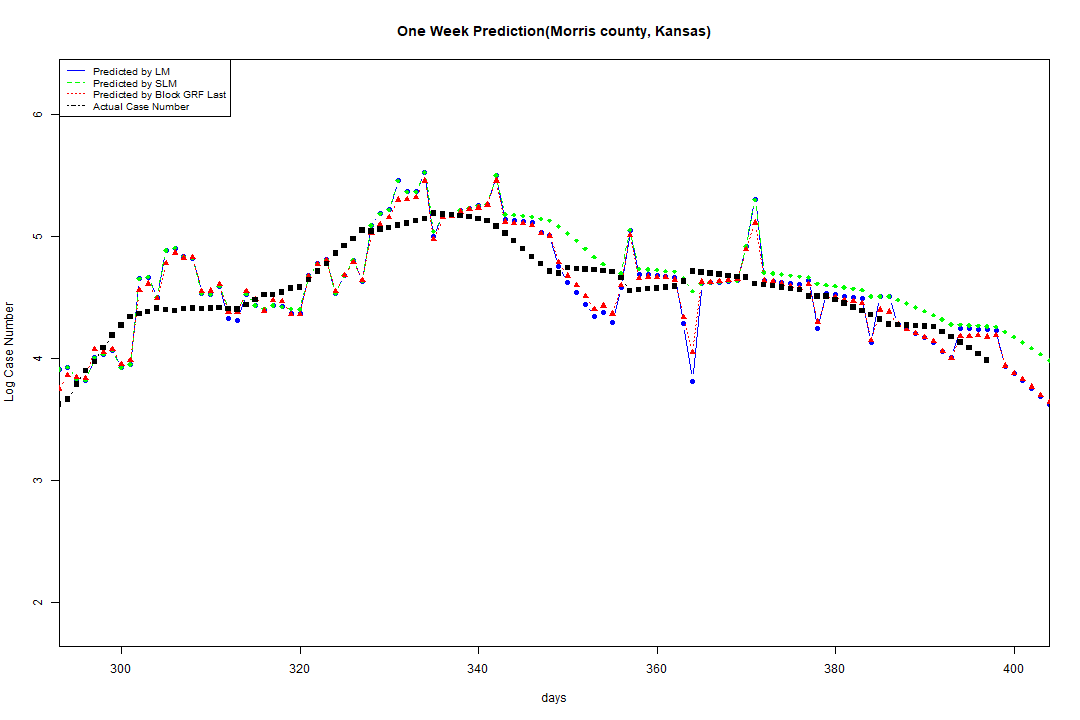 One Week Prediction(Morris county, Kansas)
Predicted by LM
Predicted by SLM
Predicted by Block GRF Last
Actual Case Number
Log Case Number
6
5
4
3
2
300 320 340 360 380 400
days